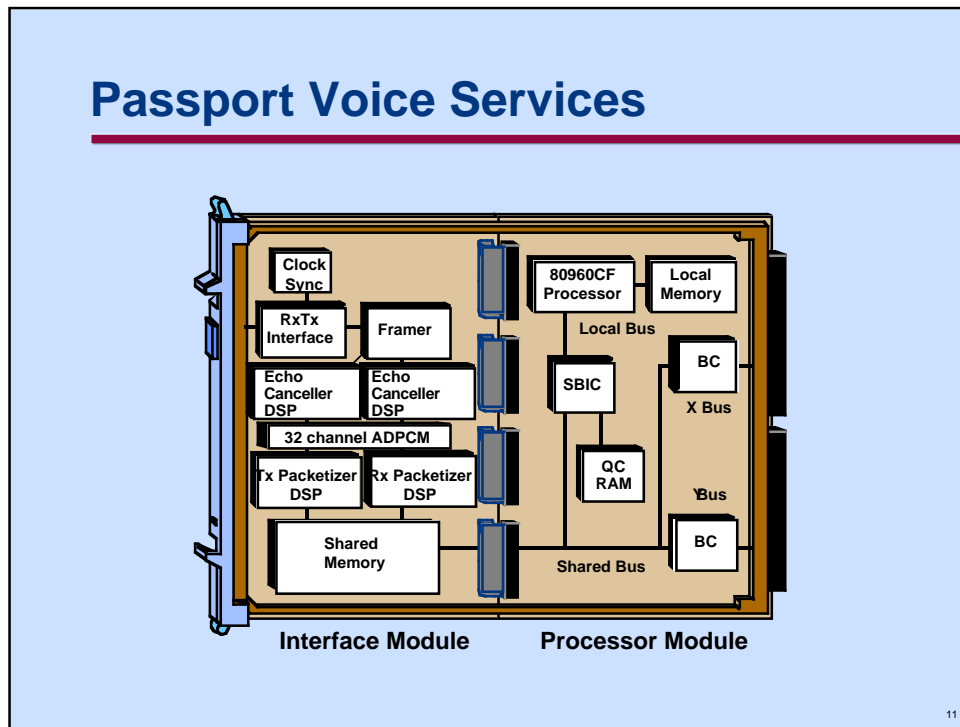 Passport Voice Services
Clock
Sync
RxTx
Interface
Framer
Echo
Canceller
DSP
Echo
Canceller
DSP
32 channel ADPCM
Tx Packetizer
DSP
Rx Packetizer
DSP
Shared
Memory
80960CF
Processor
Local
Memory
Local Bus
SBIC
BC
X Bus
QC
RAM
YBus
BC
Shared Bus
Interface Module
Processor Module
11